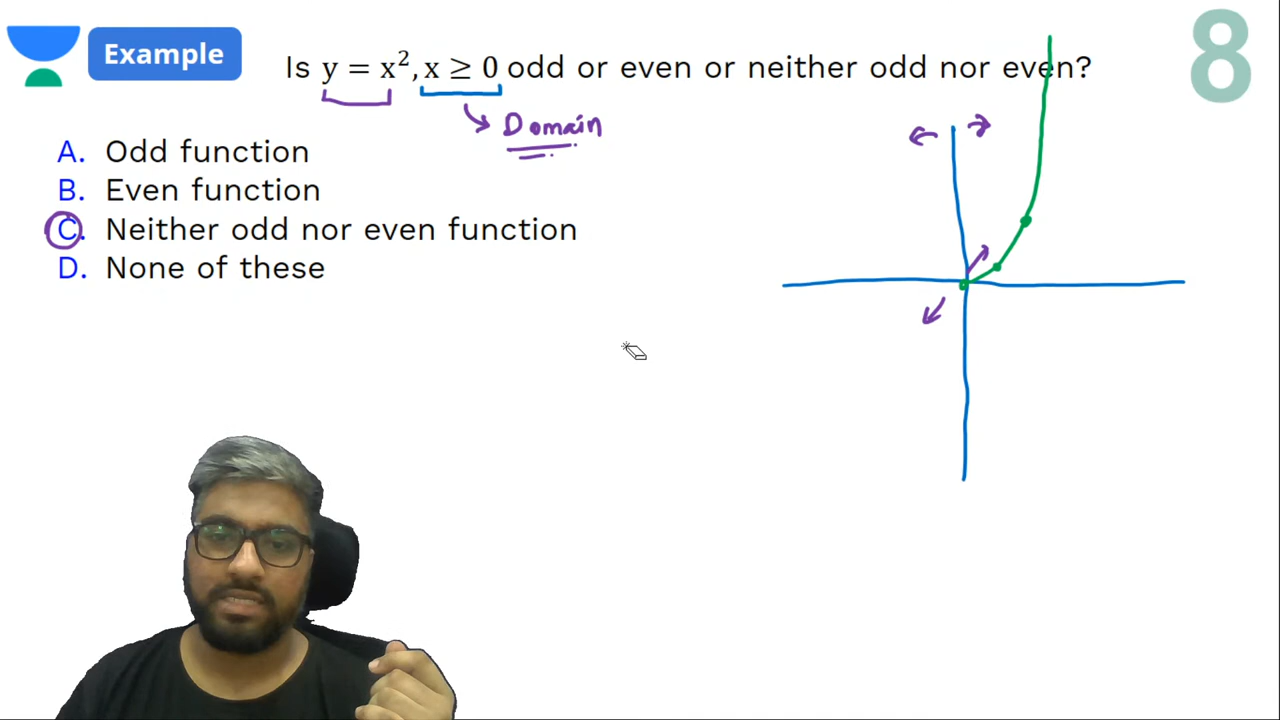 Example
Is y = x², x ≥ 0 odd or even or neither odd nor even?
8
Domain
A. Odd function
B. Even function
C. Neither odd nor even function
D. None of these